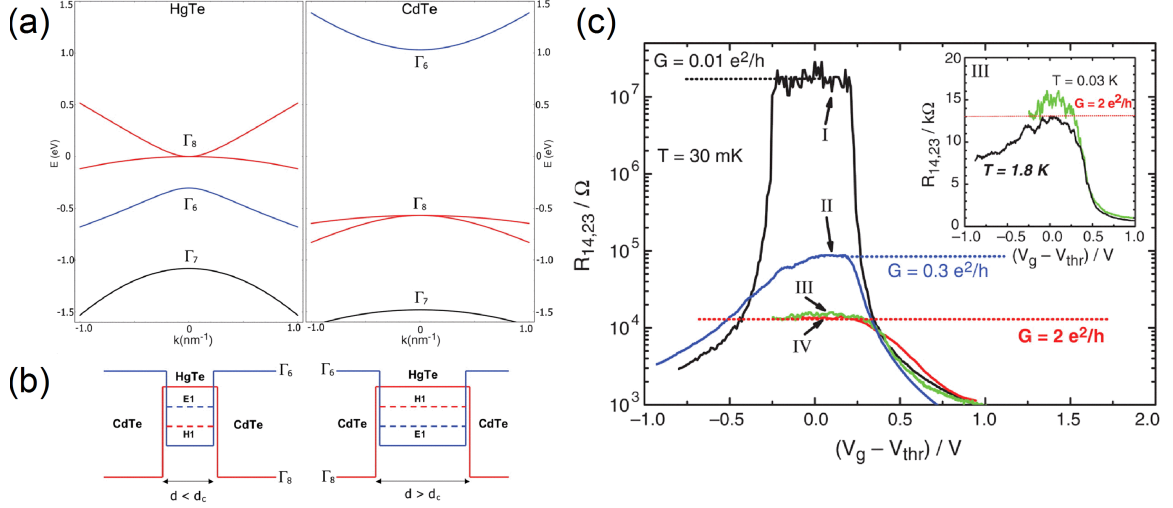 (a)
HgTe
CdTe
1.5
1.0
0.5
0
-0.5
-1.0
-1.5
E (eV)
Γ8
Γ6
Γ7
-1.0
0
1.0
k(nm-1)
Γ6
Γ8
Γ7
1.5
1.0
0.5
0
-0.5
-1.0
-1.5
E (eV)
-1.0
0
1.0
k(nm-1)
(b)
HgTe
Γ6
E1
H1
CdTe
CdTe
Γ8
d < dc
HgTe
Γ6
H1
E1
CdTe
CdTe
Γ8
d > dc
(c)
G = 0.01 e²/h
T = 30 mK
I
II
G = 0.3 e²/h
III
IV
G = 2 e²/h
R14,23 / Ω
10⁷
10⁶
10⁵
10⁴
10³
−1.0
−0.5
0.0
0.5
1.0
1.5
2.0
(Vg − Vthr) / V
III
T = 0.03 K
G = 2 e²/h
T = 1.8 K
R14,23 / kΩ
20
15
10
5
0
−1.0
−0.5
0.0
0.5
1.0
(Vg − Vthr) / V